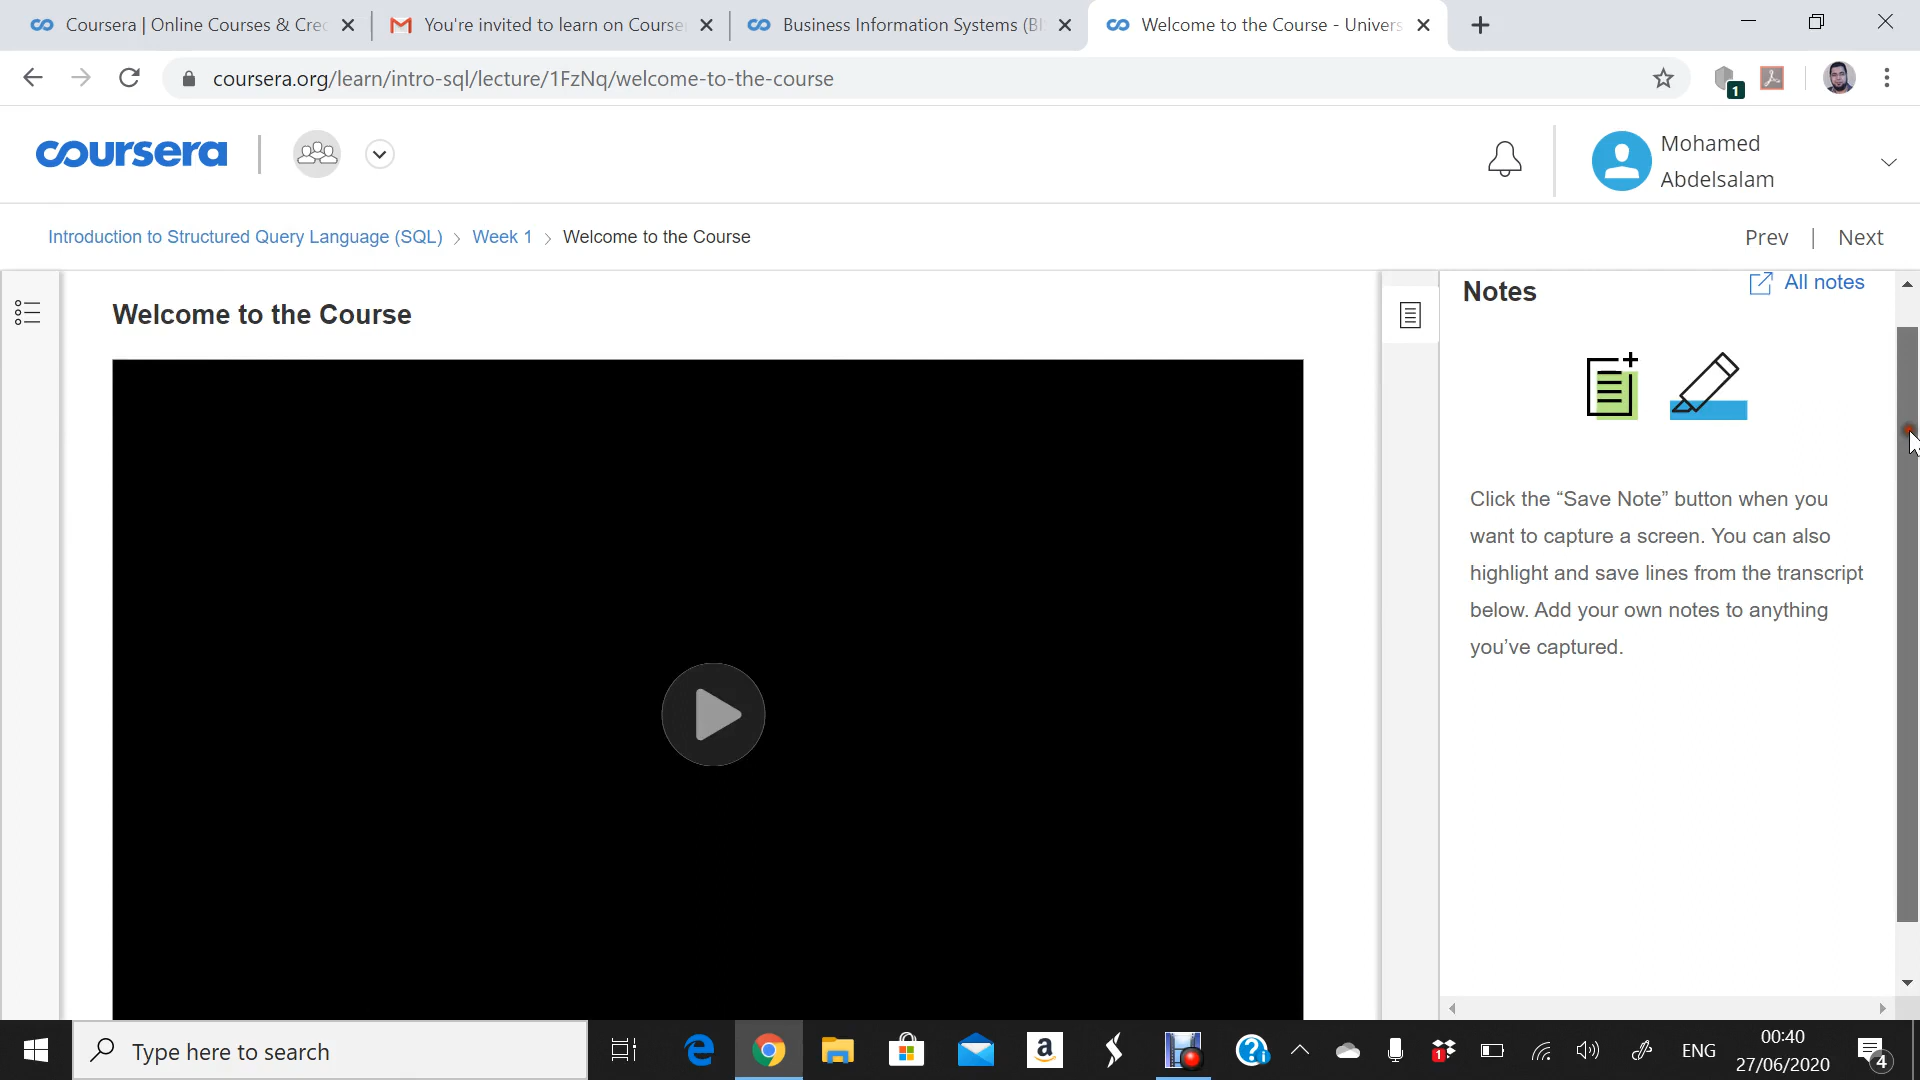 Coursera | Online Courses & Cre
You're invited to learn on Course
Business Information Systems (BI
Welcome to the Course - Univers
coursera.org/learn/intro-sql/lecture/1FzNq/welcome-to-the-course
1
coursera
Mohamed
Abdelsalam
Introduction to Structured Query Language (SQL) > Week 1 > Welcome to the Course
Prev | Next
Welcome to the Course
Notes
All notes
Click the “Save Note” button when you
want to capture a screen. You can also
highlight and save lines from the transcript
below. Add your own notes to anything
you’ve captured.
Type here to search
a
1
ENG
00:40
27/06/2020
4